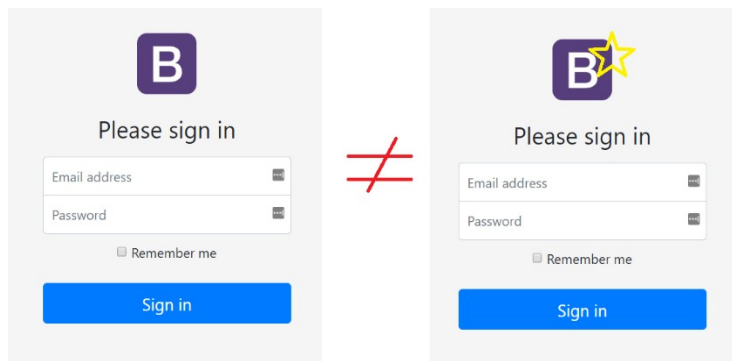 B
Please sign in
Email address
Password
Remember me
Sign in
≠
B
Please sign in
Email address
Password
Remember me
Sign in